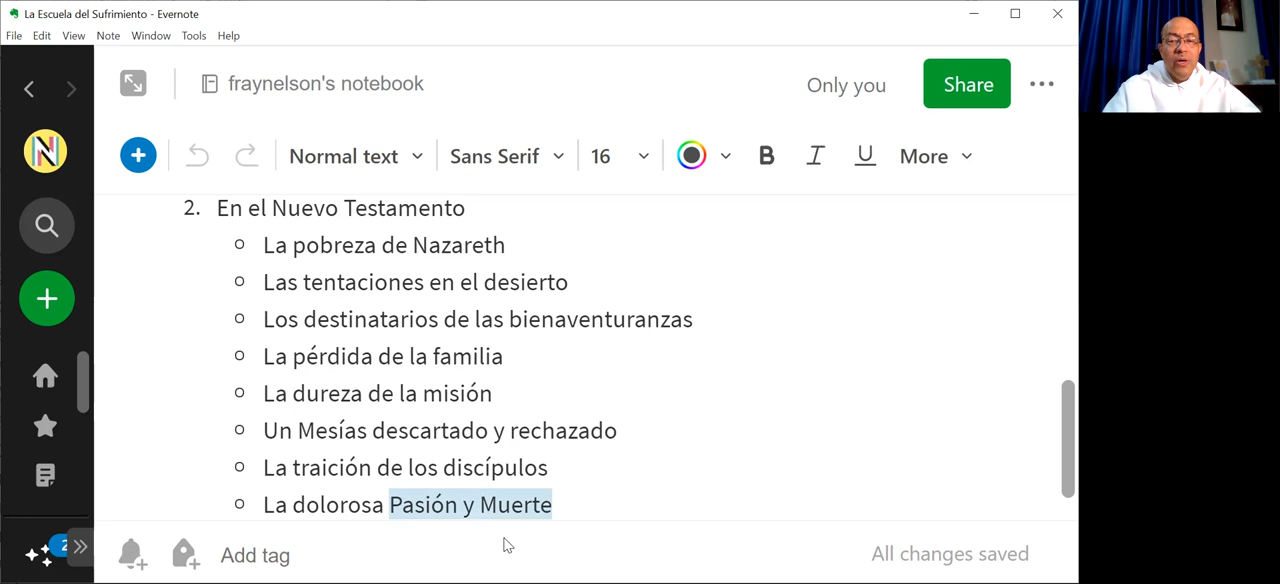 La Escuela del Sufrimiento - Evernote
File Edit View Note Window Tools Help
fraynelson's notebook
Only you
Share
Normal text
Sans Serif
16
B I U More
2. En el Nuevo Testamento
La pobreza de Nazareth
Las tentaciones en el desierto
Los destinatarios de las bienaventuranzas
La pérdida de la familia
La dureza de la misión
Un Mesías descartado y rechazado
La traición de los discípulos
La dolorosa Pasión y Muerte
2
Add tag
All changes saved